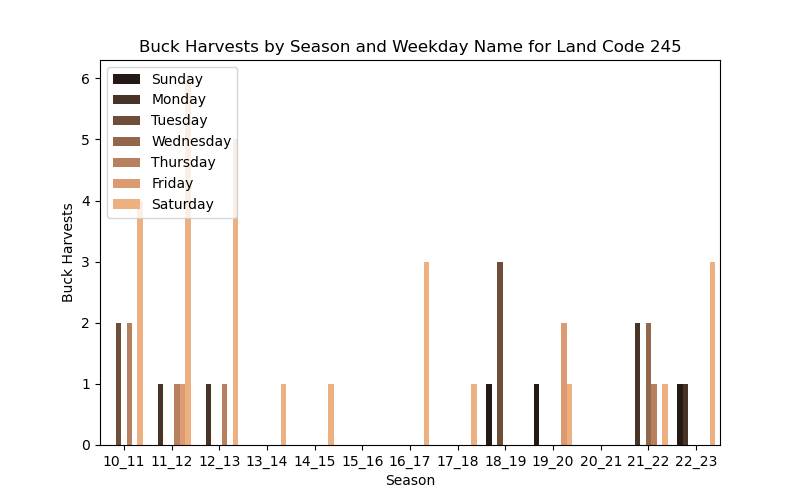 Buck Harvests by Season and Weekday Name for Land Code 245
Sunday
Monday
Tuesday
Wednesday
Thursday
Friday
Saturday
6
5
4
3
2
1
0
Buck Harvests
10_11 11_12 12_13 13_14 14_15 15_16 16_17 17_18 18_19 19_20 20_21 21_22 22_23
Season